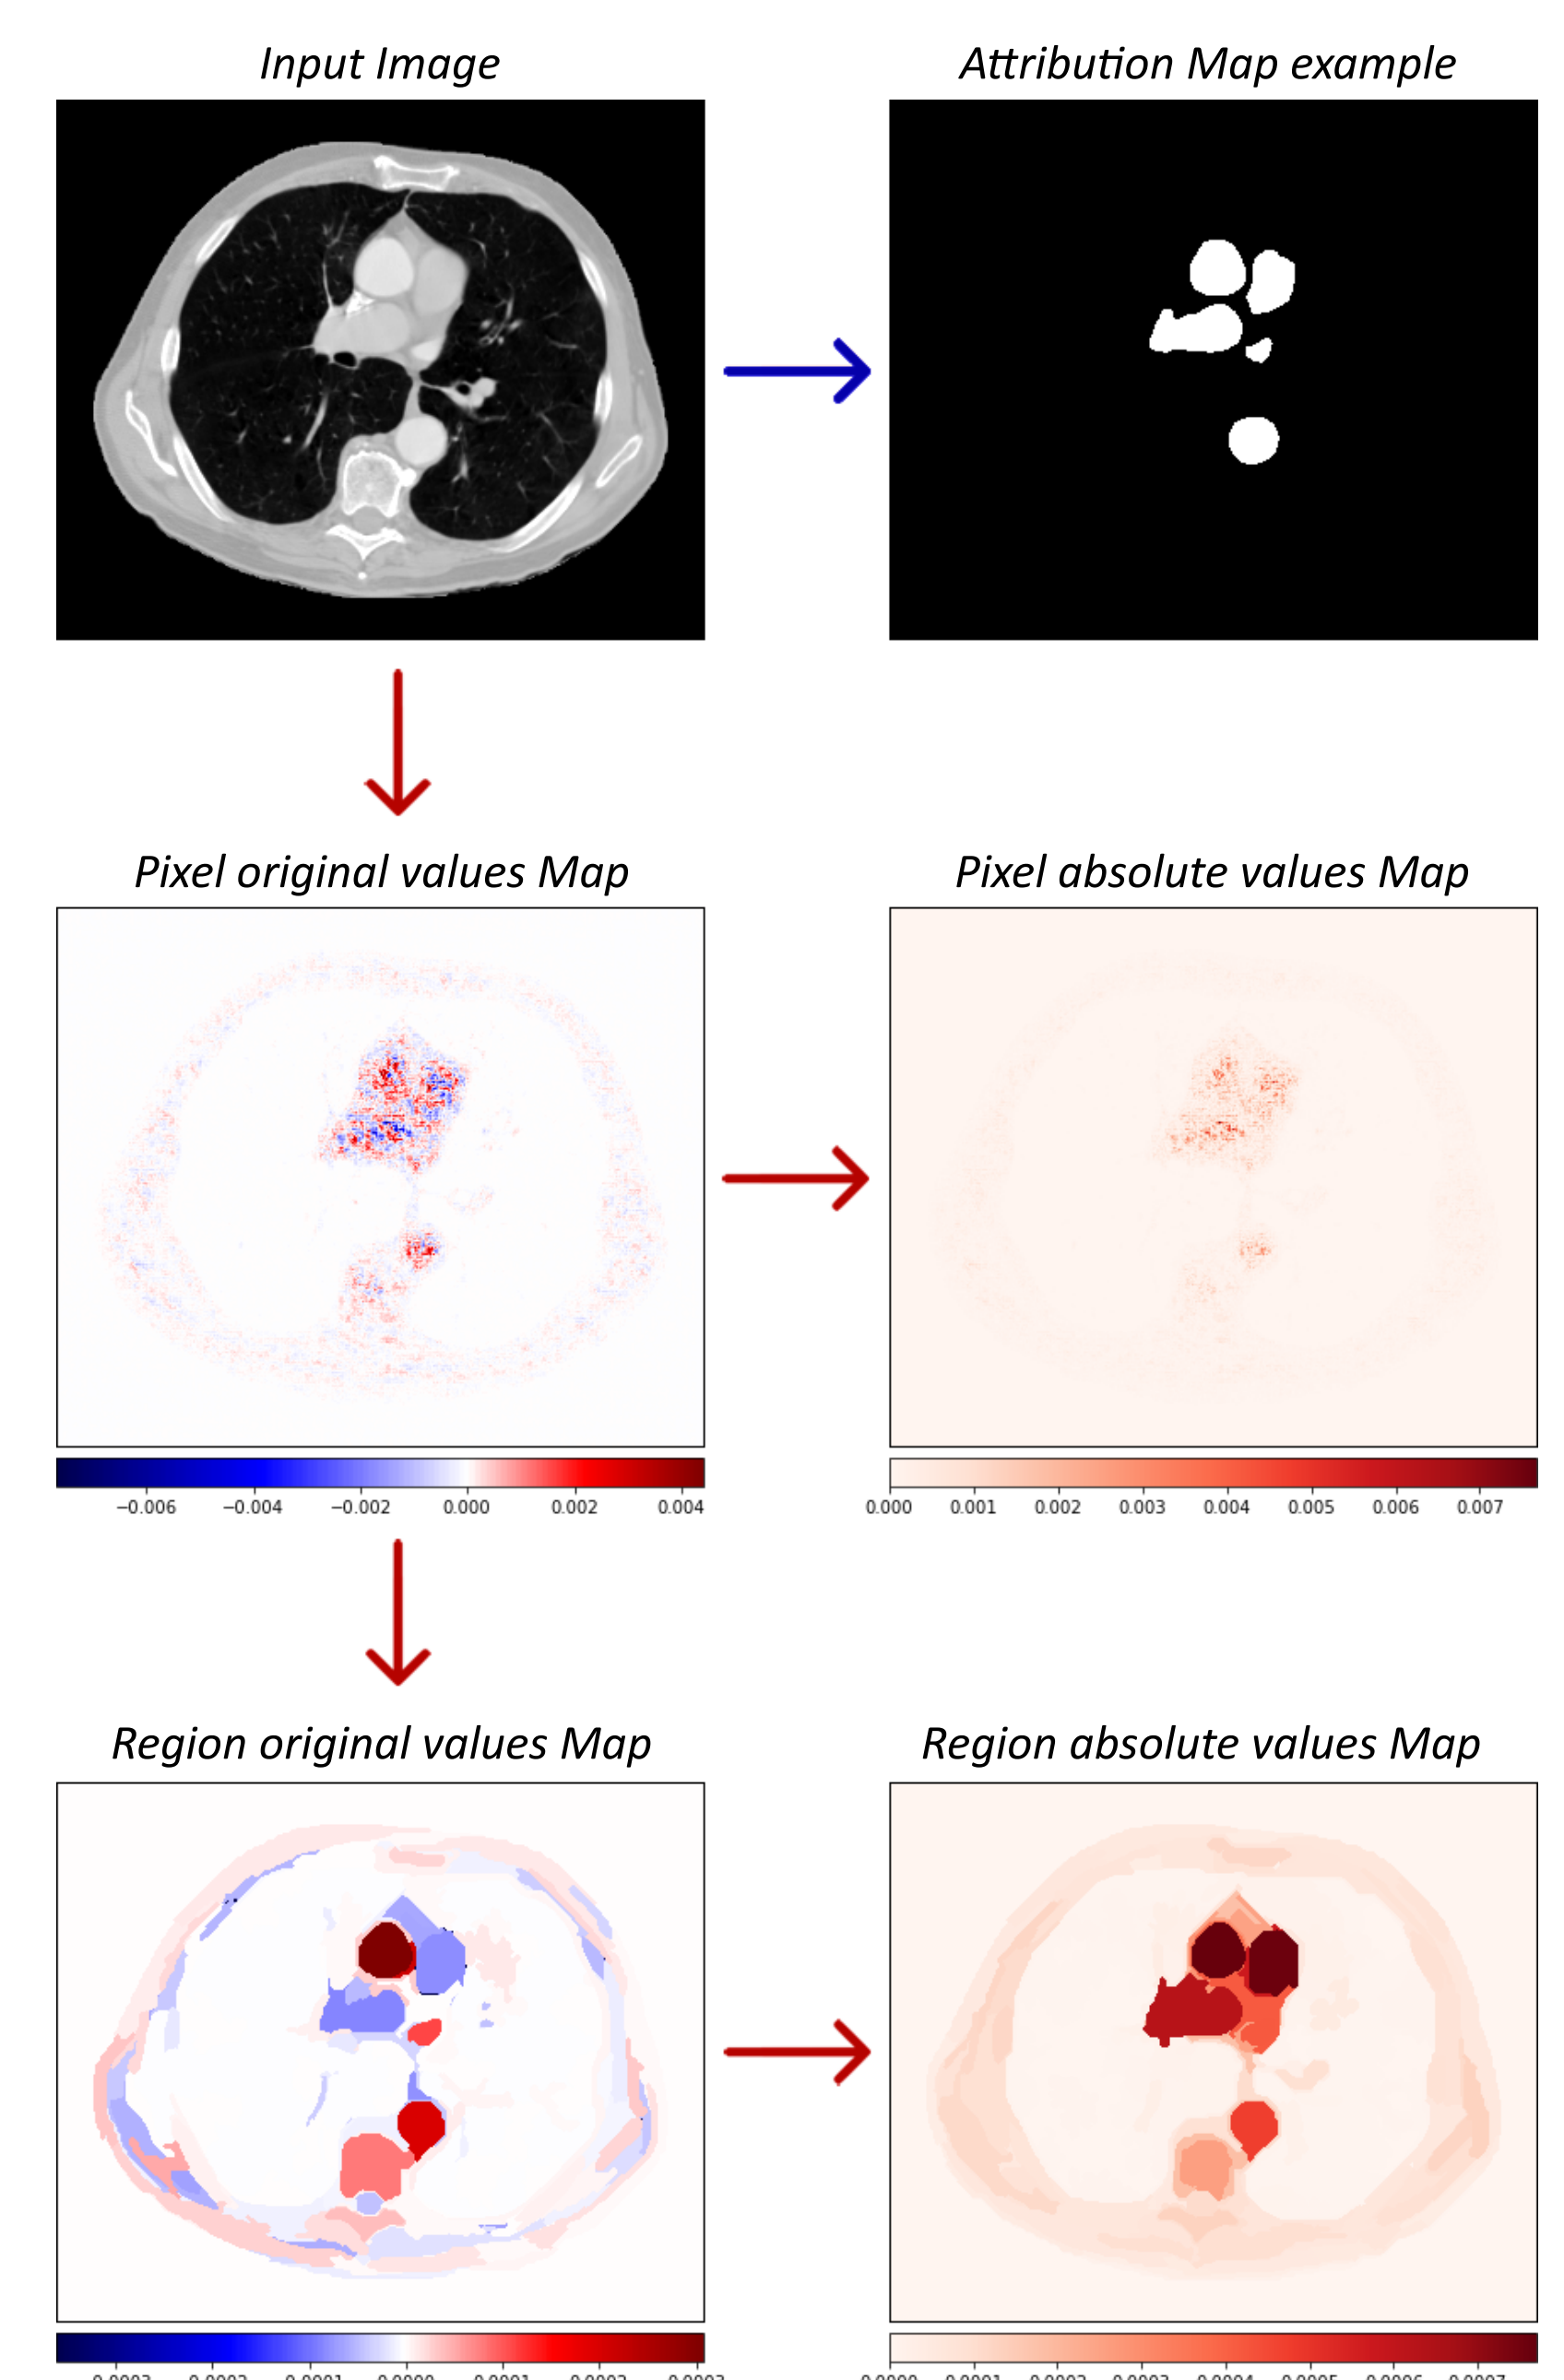 Input Image
Attribution Map example
Pixel original values Map
Pixel absolute values Map
−0.006 −0.004 −0.002 0.000 0.002 0.004
0.000 0.001 0.002 0.003 0.004 0.005 0.006 0.007
Region original values Map
Region absolute values Map